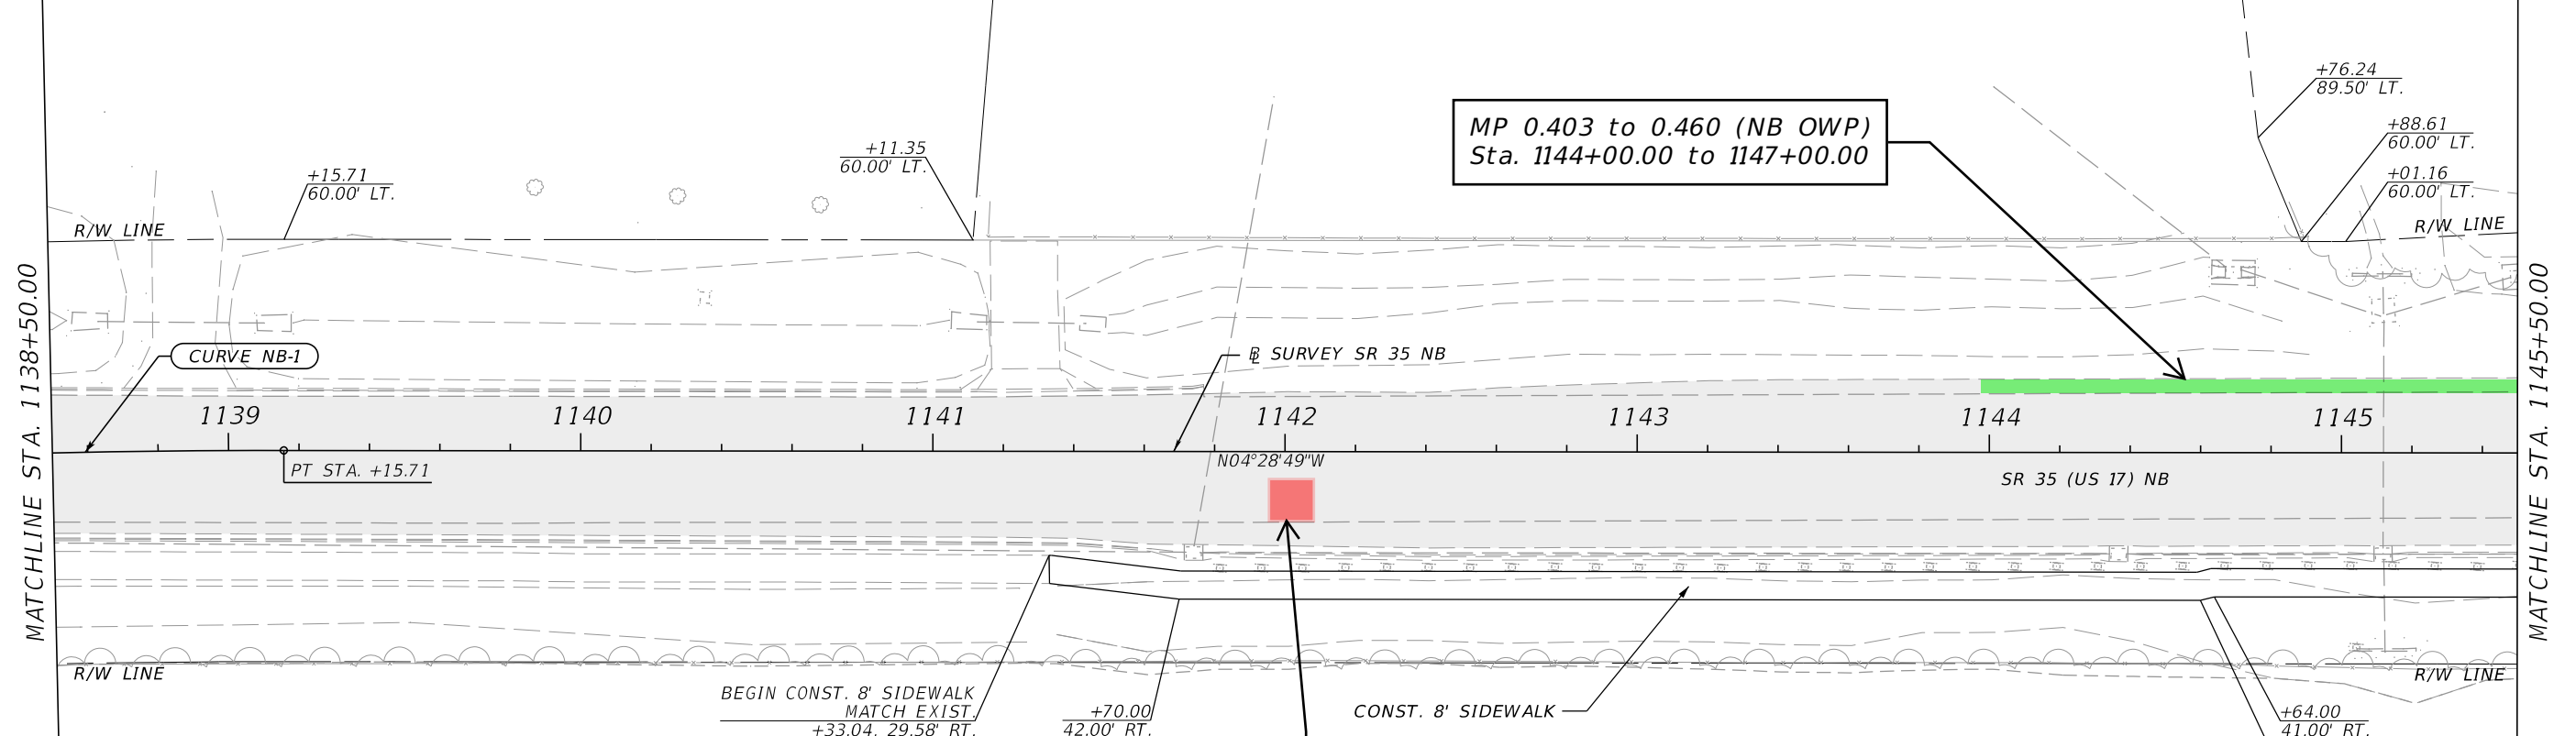 +76.24
89.50' LT.
MP 0.403 to 0.460 (NB OWP)
Sta. 1144+00.00 to 1147+00.00
+88.61
60.00' LT.
+11.35
60.00' LT.
+15.71
60.00' LT.
+01.16
60.00' LT.
R/W LINE
R/W LINE
MATCHLINE STA. 1138+50.00
MATCHLINE STA. 1145+50.00
CURVE NB-1
℄ SURVEY SR 35 NB
1139 1140 1141 1142 1143 1144 1145
PT STA. +15.71
N04°28'49"W
SR 35 (US 17) NB
R/W LINE
R/W LINE
BEGIN CONST. 8' SIDEWALK
MATCH EXIST.
+33.04, 29.58' RT.
+70.00
42.00' RT.
CONST. 8' SIDEWALK
+64.00
41.00' RT.